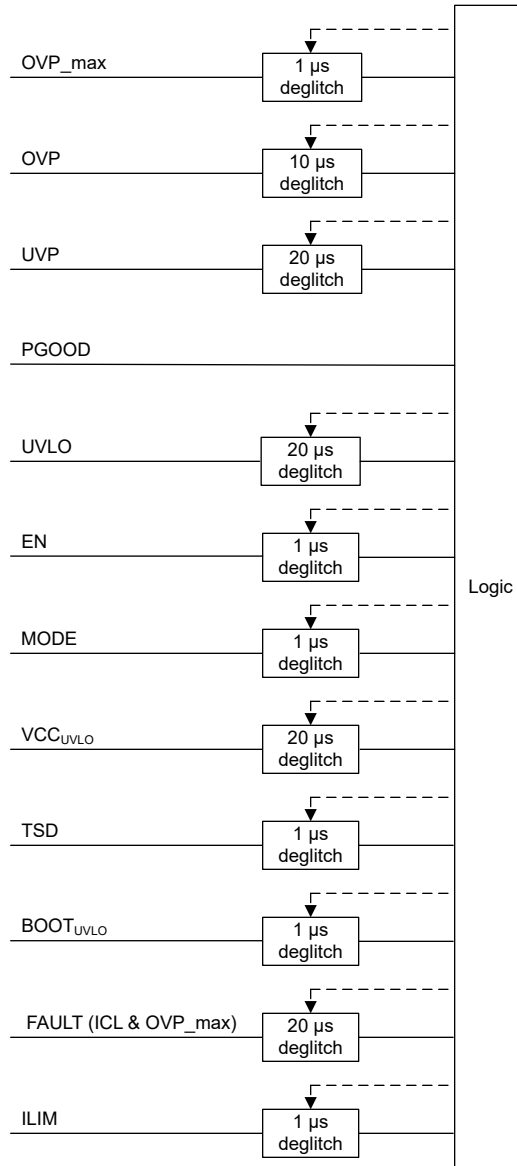 OVP_max
1 µs
deglitch
OVP
10 µs
deglitch
UVP
20 µs
deglitch
PGOOD
UVLO
20 µs
deglitch
EN
1 µs
deglitch
Logic
MODE
1 µs
deglitch
VCCUVLO
20 µs
deglitch
TSD
1 µs
deglitch
BOOTUVLO
1 µs
deglitch
FAULT (ICL & OVP_max)
20 µs
deglitch
ILIM
1 µs
deglitch